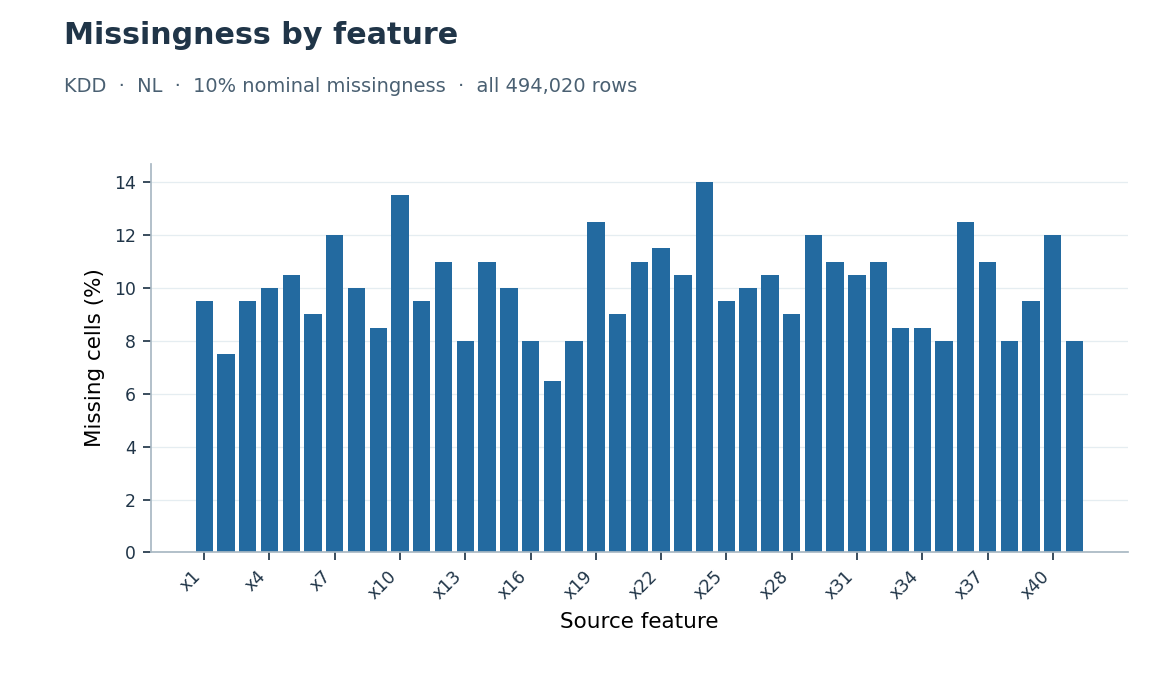 Missingness by feature
KDD · NL · 10% nominal missingness · all 494,020 rows
14
12
10
8
6
4
2
0
Missing cells (%)
x1 x4 x7 x10 x13 x16 x19 x22 x25 x28 x31 x34 x37 x40
Source feature